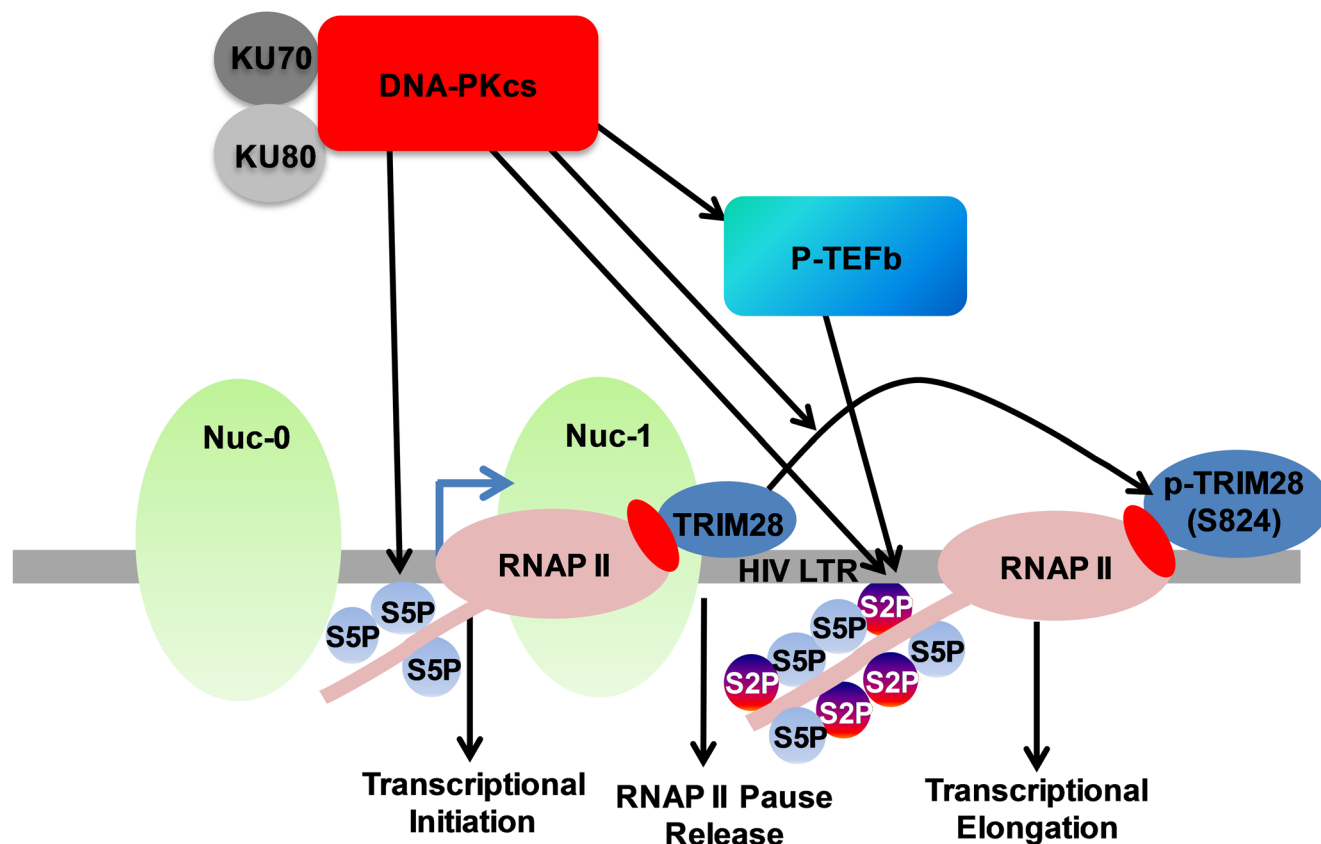 KU70
DNA-PKcs
KU80
P-TEFb
Nuc-0
Nuc-1
p-TRIM28
(S824)
TRIM28
RNAP II
HIV LTR
RNAP II
S5P
S5P
S5P
S2P
S5P
S5P
S5P
S2P
S2P
S2P
S5P
Transcriptional
Initiation
RNAP II Pause
Release
Transcriptional
Elongation